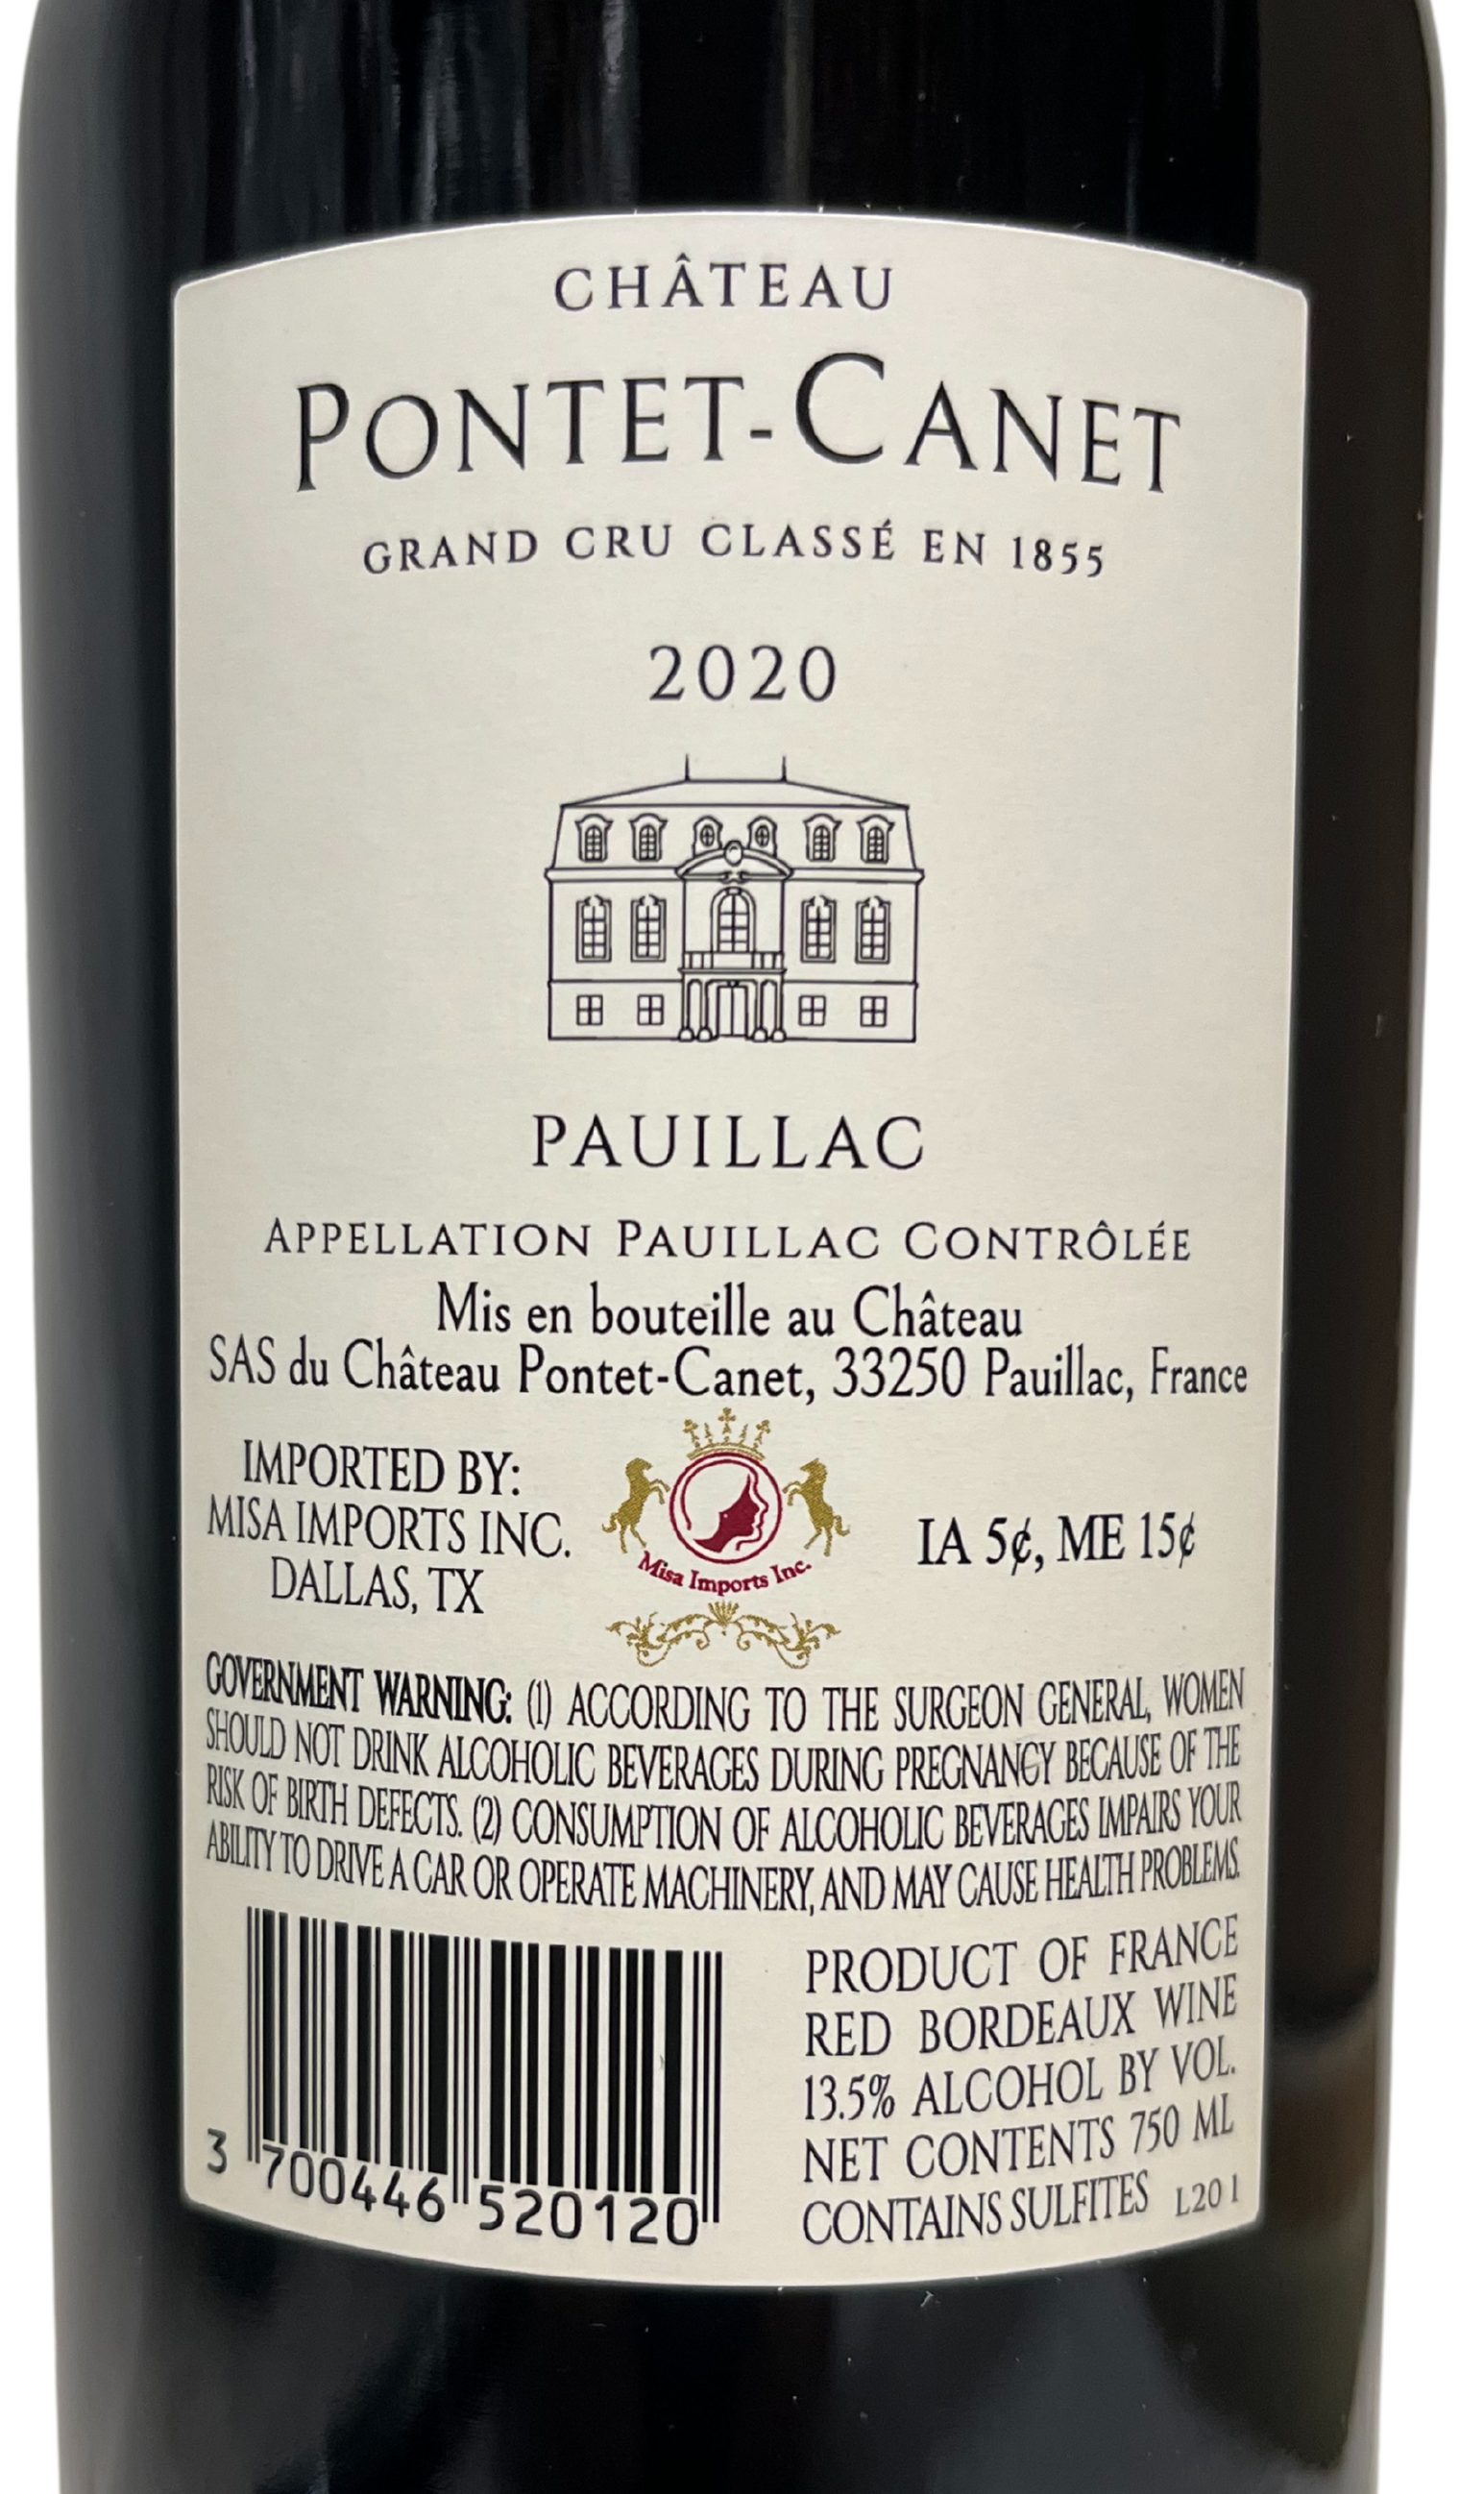 CHÂTEAU
PONTET-CANET
GRAND CRU CLASSÉ EN 1855
2020
PAUILLAC
APPELLATION PAUILLAC CONTRÔLÉE
Mis en bouteille au Château
SAS du Château Pontet-Canet, 33250 Pauillac, France
IMPORTED BY:
MISA IMPORTS INC.
DALLAS, TX
Misa Imports Inc.
IA 5¢, ME 15¢
GOVERNMENT WARNING: (1) ACCORDING TO THE SURGEON GENERAL, WOMEN
SHOULD NOT DRINK ALCOHOLIC BEVERAGES DURING PREGNANCY BECAUSE OF THE
RISK OF BIRTH DEFECTS. (2) CONSUMPTION OF ALCOHOLIC BEVERAGES IMPAIRS YOUR
ABILITY TO DRIVE A CAR OR OPERATE MACHINERY, AND MAY CAUSE HEALTH PROBLEMS.
3 700446 520120
PRODUCT OF FRANCE
RED BORDEAUX WINE
13.5% ALCOHOL BY VOL.
NET CONTENTS 750 ML
CONTAINS SULFITES L20 1